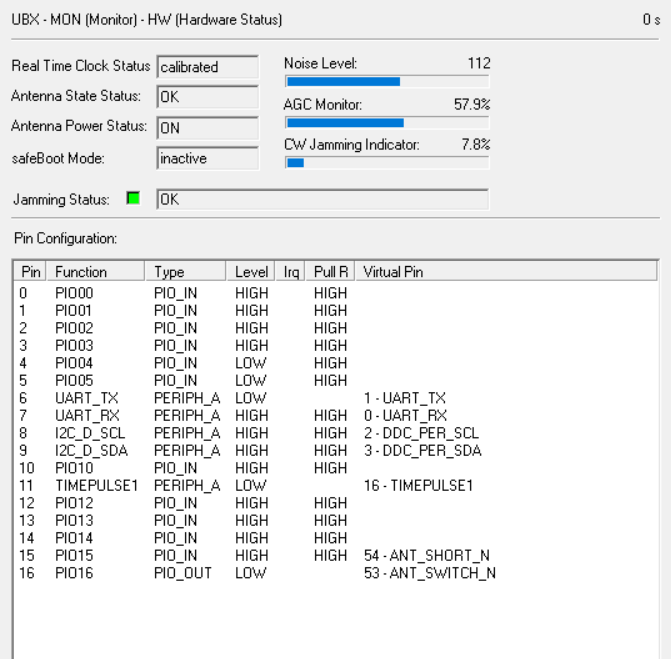 UBX - MON (Monitor) - HW (Hardware Status) 0 s
Real Time Clock Status calibrated Noise Level: 112
Antenna State Status: OK AGC Monitor: 57.9%
Antenna Power Status: ON CW Jamming Indicator: 7.8%
safeBoot Mode: inactive
Jamming Status: OK
Pin Configuration:
Pin Function Type Level Irq Pull R Virtual Pin
0 PIO00 PIO_IN HIGH HIGH
1 PIO01 PIO_IN HIGH HIGH
2 PIO02 PIO_IN HIGH HIGH
3 PIO03 PIO_IN HIGH HIGH
4 PIO04 PIO_IN LOW HIGH
5 PIO05 PIO_IN LOW HIGH
6 UART_TX PERIPH_A LOW 1 - UART_TX
7 UART_RX PERIPH_A HIGH HIGH 0 - UART_RX
8 I2C_D_SCL PERIPH_A HIGH HIGH 2 - DDC_PER_SCL
9 I2C_D_SDA PERIPH_A HIGH HIGH 3 - DDC_PER_SDA
10 PIO10 PIO_IN HIGH HIGH
11 TIMEPULSE1 PERIPH_A LOW 16 - TIMEPULSE1
12 PIO12 PIO_IN HIGH HIGH
13 PIO13 PIO_IN HIGH HIGH
14 PIO14 PIO_IN HIGH HIGH
15 PIO15 PIO_IN HIGH HIGH 54 - ANT_SHORT_N
16 PIO16 PIO_OUT LOW 53 - ANT_SWITCH_N